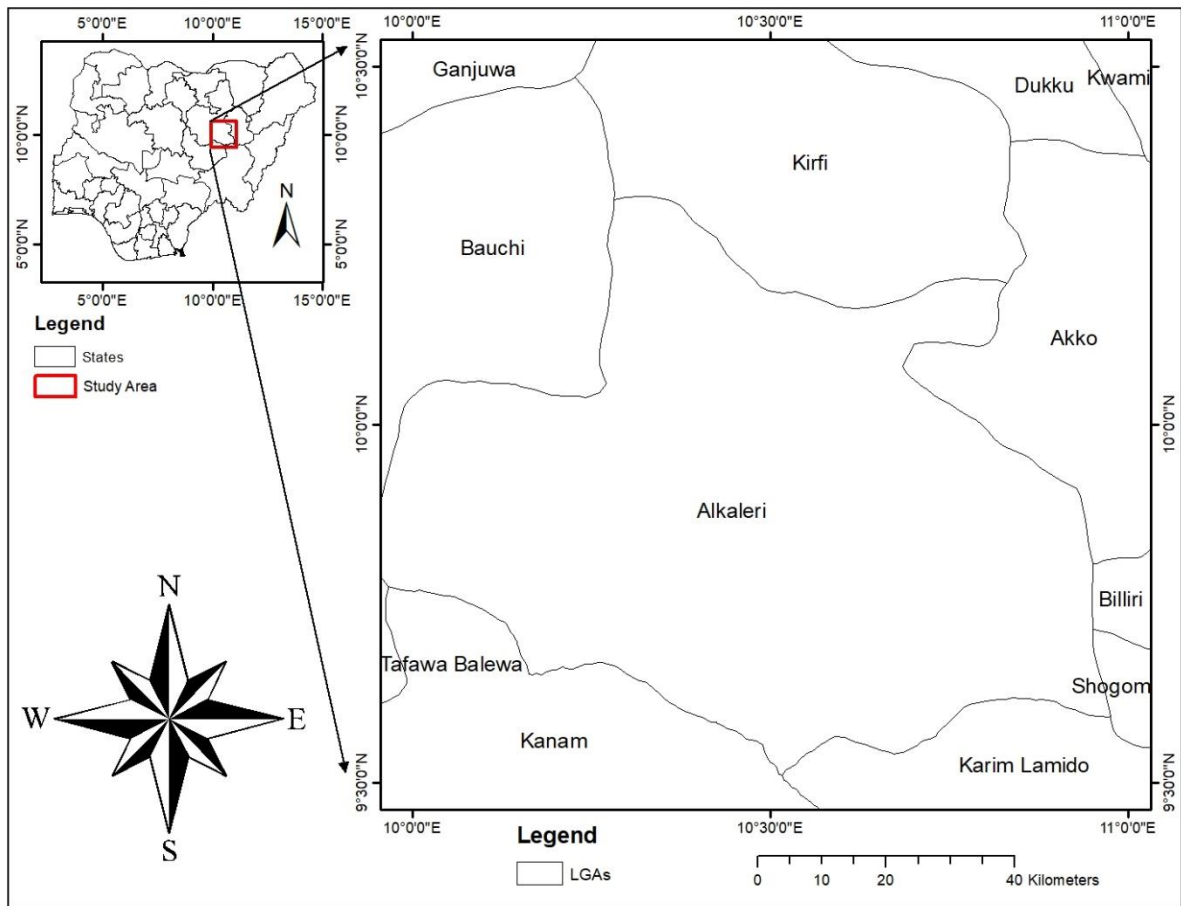 5°0'0"E 10°0'0"E 15°0'0"E
10°0'0"N 10°0'0"N
5°0'0"N 5°0'0"N
N
5°0'0"E 10°0'0"E 15°0'0"E
Legend
States
Study Area
N
W E
S
10°0'0"E 10°30'0"E 11°0'0"E
10°30'0"N 10°30'0"N
Ganjuwa
Dukku
Kwami
Kirfi
Bauchi
Akko
10°0'0"N 10°0'0"N
Alkaleri
Billiri
Tafawa Balewa
Shogom
Kanam
Karim Lamido
9°30'0"N 9°30'0"N
10°0'0"E 10°30'0"E 11°0'0"E
Legend
LGAs
0 10 20 40 Kilometers